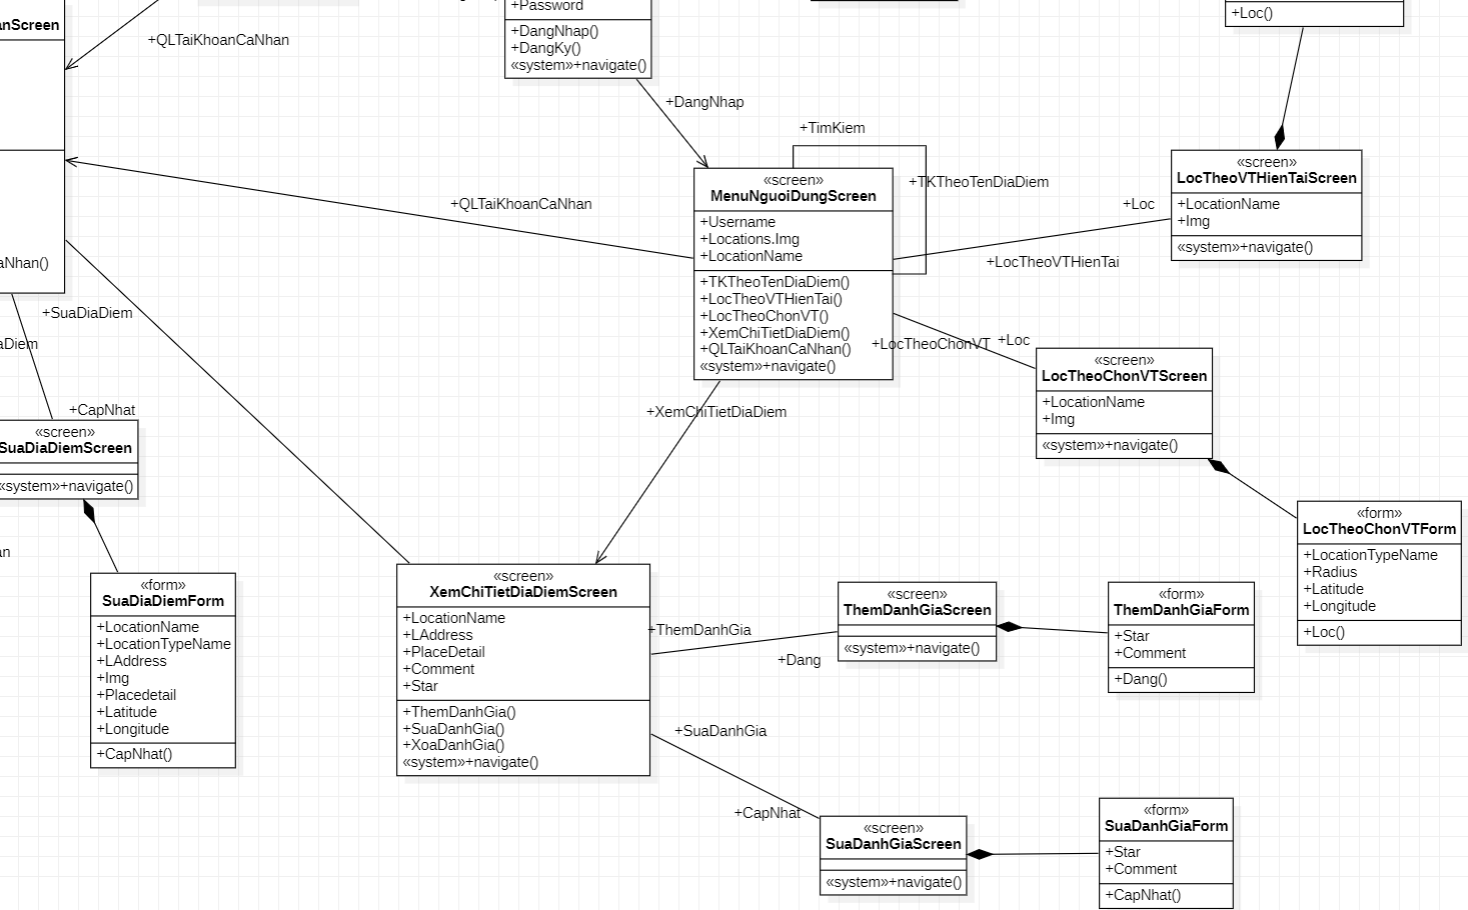 anScreen
+QLTaiKhoanCaNhan
aNhan()
+Password
+DangNhap()
+DangKy()
«system»+navigate()
+DangNhap
+Loc()
+TimKiem
+TKTheoTenDiaDiem
«screen»
MenuNguoiDungScreen
+Username
+Locations.Img
+LocationName
+TKTheoTenDiaDiem()
+LocTheoVTHienTai()
+LocTheoChonVT()
+XemChiTietDiaDiem()
+QLTaiKhoanCaNhan()
«system»+navigate()
+QLTaiKhoanCaNhan
+Loc
+LocTheoVTHienTai
«screen»
LocTheoVTHienTaiScreen
+LocationName
+Img
«system»+navigate()
+LocTheoChonVT
+Loc
«screen»
LocTheoChonVTScreen
+LocationName
+Img
«system»+navigate()
«form»
LocTheoChonVTForm
+LocationTypeName
+Radius
+Latitude
+Longitude
+Loc()
+SuaDiaDiem
aDiem
+CapNhat
«screen»
SuaDiaDiemScreen
«system»+navigate()
an
«form»
SuaDiaDiemForm
+LocationName
+LocationTypeName
+LAddress
+Img
+Placedetail
+Latitude
+Longitude
+CapNhat()
+XemChiTietDiaDiem
«screen»
XemChiTietDiaDiemScreen
+LocationName
+LAddress
+PlaceDetail
+Comment
+Star
+ThemDanhGia()
+SuaDanhGia()
+XoaDanhGia()
«system»+navigate()
+ThemDanhGia
+Dang
«screen»
ThemDanhGiaScreen
«system»+navigate()
«form»
ThemDanhGiaForm
+Star
+Comment
+Dang()
+SuaDanhGia
+CapNhat
«screen»
SuaDanhGiaScreen
«system»+navigate()
«form»
SuaDanhGiaForm
+Star
+Comment
+CapNhat()